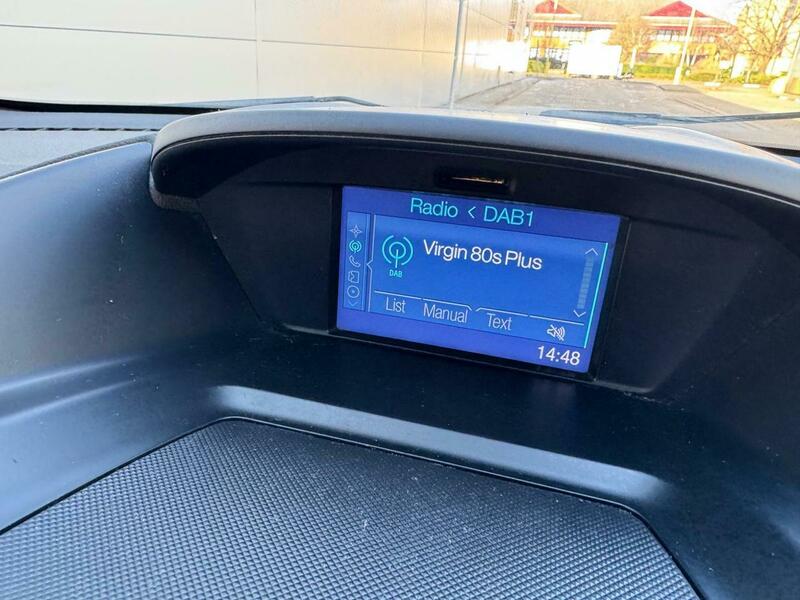 Radio < DAB1
Virgin 80s Plus
DAB
List Manual Text
14:48